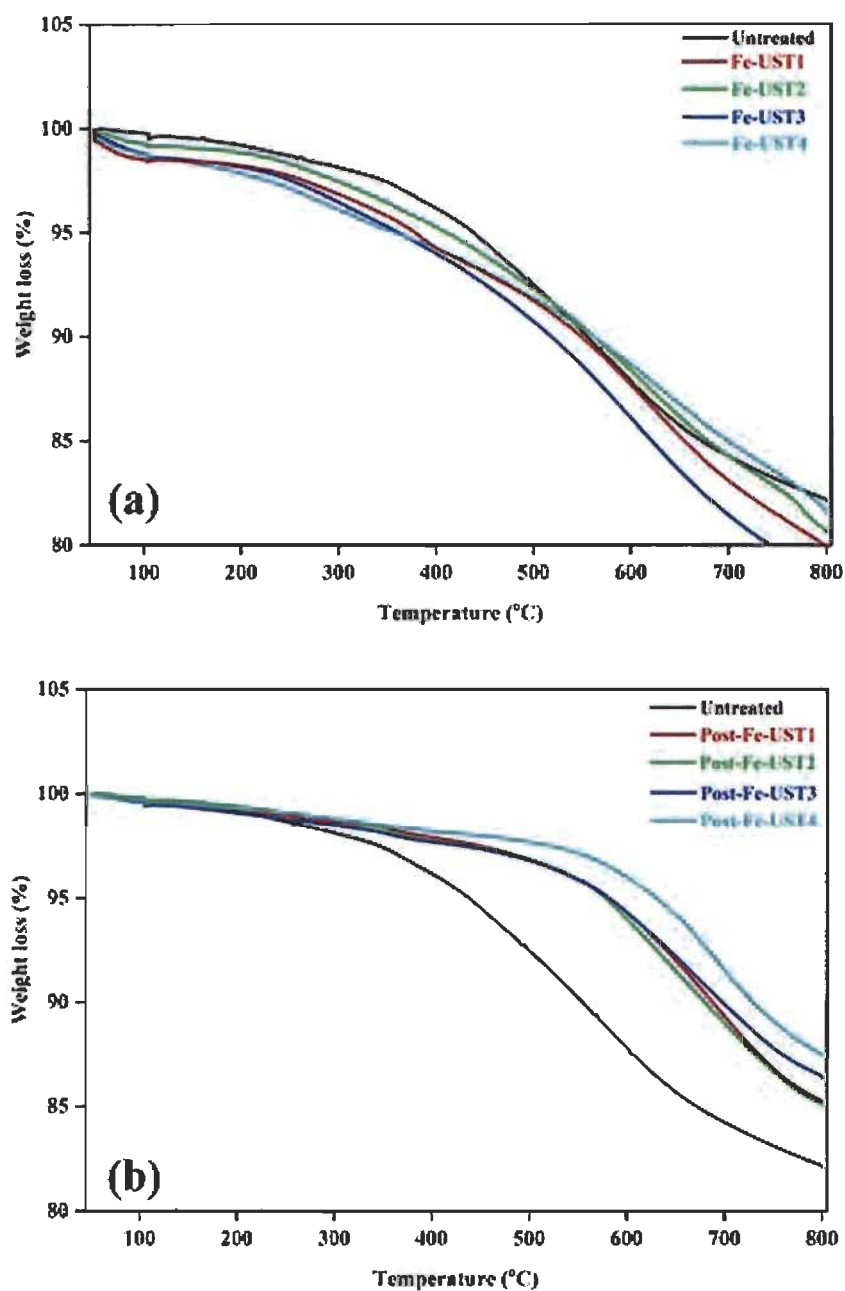 105
100
95
90
85
80
Weight loss (%)
Untreated
Fe-UST1
Fe-UST2
Fe-UST3
Fe-UST4
(a)
100 200 300 400 500 600 700 800
Temperature (°C)
105
100
95
90
85
80
Weight loss (%)
Untreated
Post-Fe-UST1
Post-Fe-UST2
Post-Fe-UST3
Post-Fe-UST4
(b)
100 200 300 400 500 600 700 800
Temperature (°C)